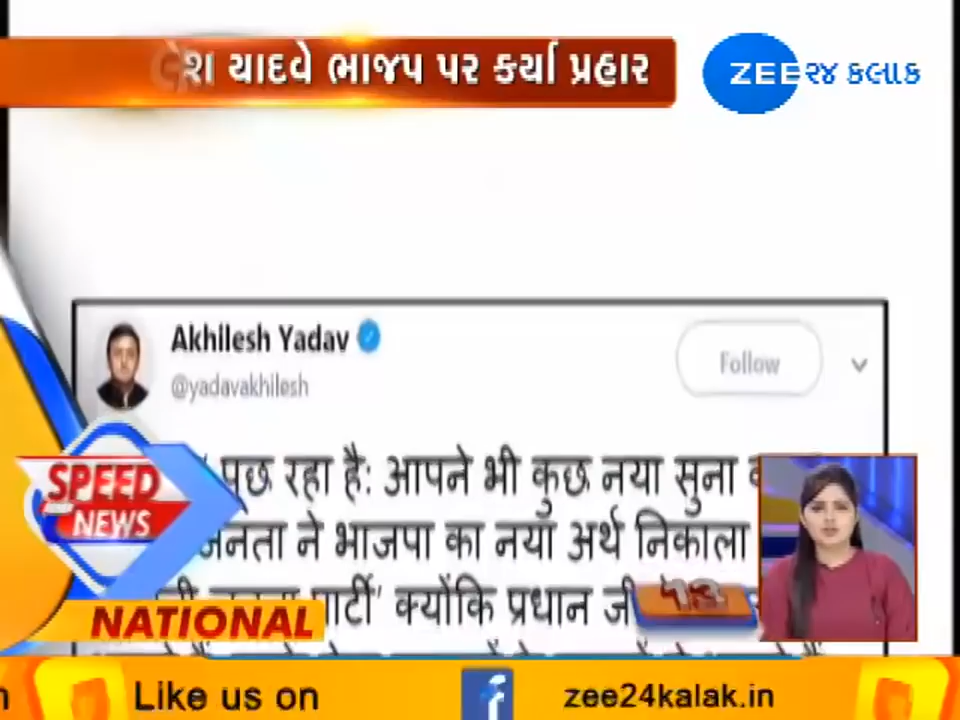 યાદવે ભાજપ પર કર્યા પ્રહાર
ZEE ૨૪ કલાક
Akhilesh Yadav
@yadavakhilesh
Follow
पूछ रहा है: आपने भी कुछ नया सुना
जनता ने भाजपा का नया अर्थ निकाला
पार्टी' क्योंकि प्रधान जी
SPEED
NEWS
NATIONAL
Like us on
zee24kalak.in